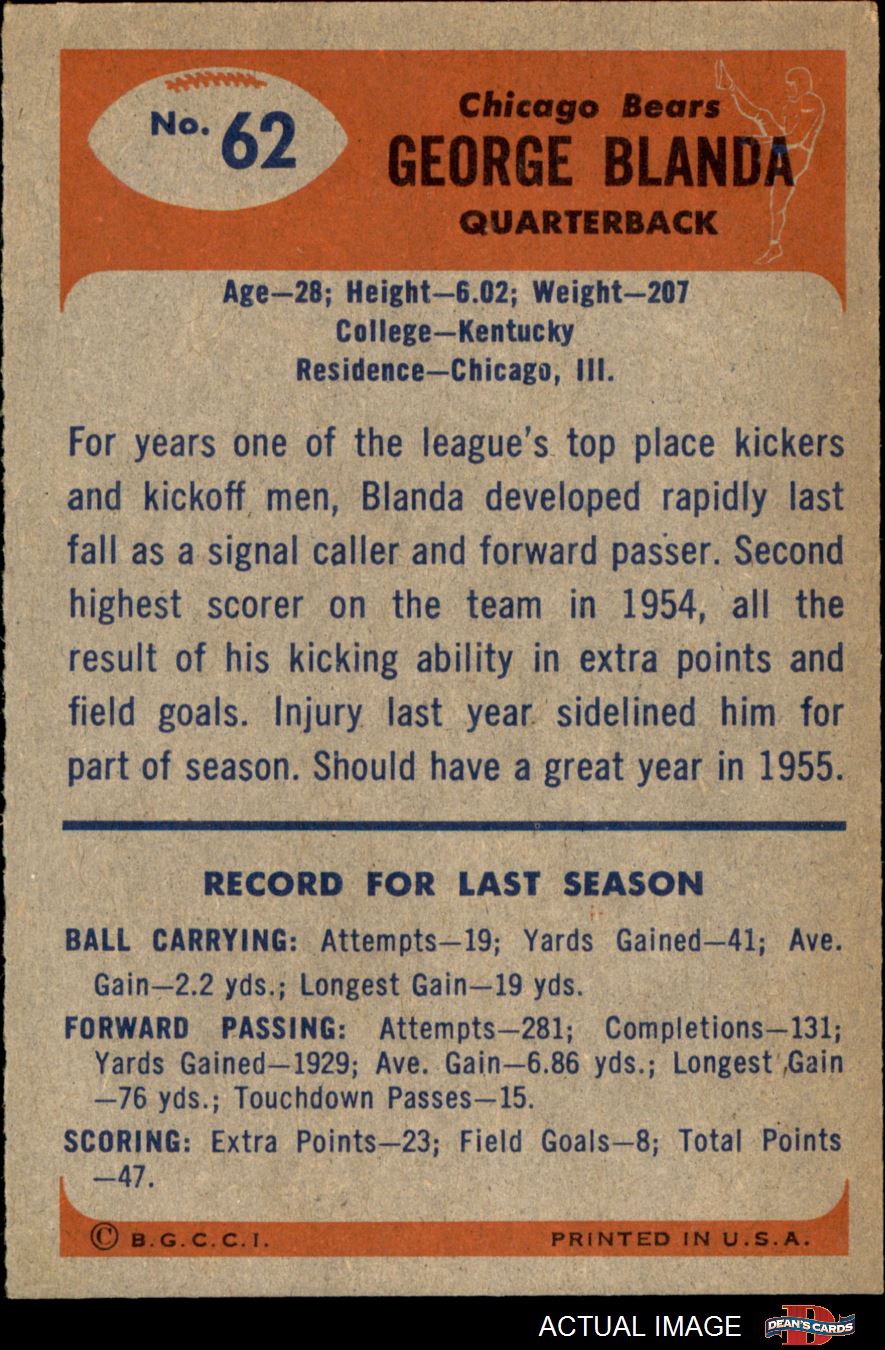 No. 62
Chicago Bears
GEORGE BLANDA
QUARTERBACK
Age—28; Height—6.02; Weight—207
College—Kentucky
Residence—Chicago, Ill.
For years one of the league's top place kickers
and kickoff men, Blanda developed rapidly last
fall as a signal caller and forward passer. Second
highest scorer on the team in 1954, all the
result of his kicking ability in extra points and
field goals. Injury last year sidelined him for
part of season. Should have a great year in 1955.
RECORD FOR LAST SEASON
BALL CARRYING: Attempts—19; Yards Gained—41; Ave.
Gain—2.2 yds.; Longest Gain—19 yds.
FORWARD PASSING: Attempts—281; Completions—131;
Yards Gained—1929; Ave. Gain—6.86 yds.; Longest Gain
—76 yds.; Touchdown Passes—15.
SCORING: Extra Points—23; Field Goals—8; Total Points
—47.
© B.G.C.C.I. PRINTED IN U.S.A.
ACTUAL IMAGE D DEAN'S CARDS